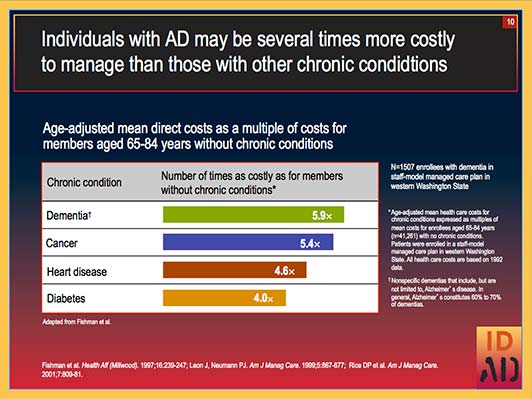 10
Individuals with AD may be several times more costly
to manage than those with other chronic condidtions
Age-adjusted mean direct costs as a multiple of costs for
members aged 65-84 years without chronic conditions
Chronic condition
Number of times as costly as for members
without chronic conditions*
Dementia†
5.9×
Cancer
5.4×
Heart disease
4.6×
Diabetes
4.0×
Adapted from Fishman et al.
N=1507 enrollees with dementia in
staff-model managed care plan in
western Washington State
*Age-adjusted mean health care costs for
chronic conditions expressed as multiples of
mean costs for enrollees aged 65-84 years
(n=41,261) with no chronic conditions.
Patients were enrolled in a staff-model
managed care plan in western Washington
State. All health care costs are based on 1992
data.
†Nonspecific dementias that include, but are
not limited to, Alzheimer´s disease. In
general, Alzheimer´s constitutes 60% to 70%
of dementias.
Fishman et al. Health Aff (Millwood). 1997;16:239-247; Leon J, Neumann PJ. Am J Manag Care. 1999;5:867-877; Rice DP et al. Am J Manag Care.
2001;7:809-81.
ID
AD